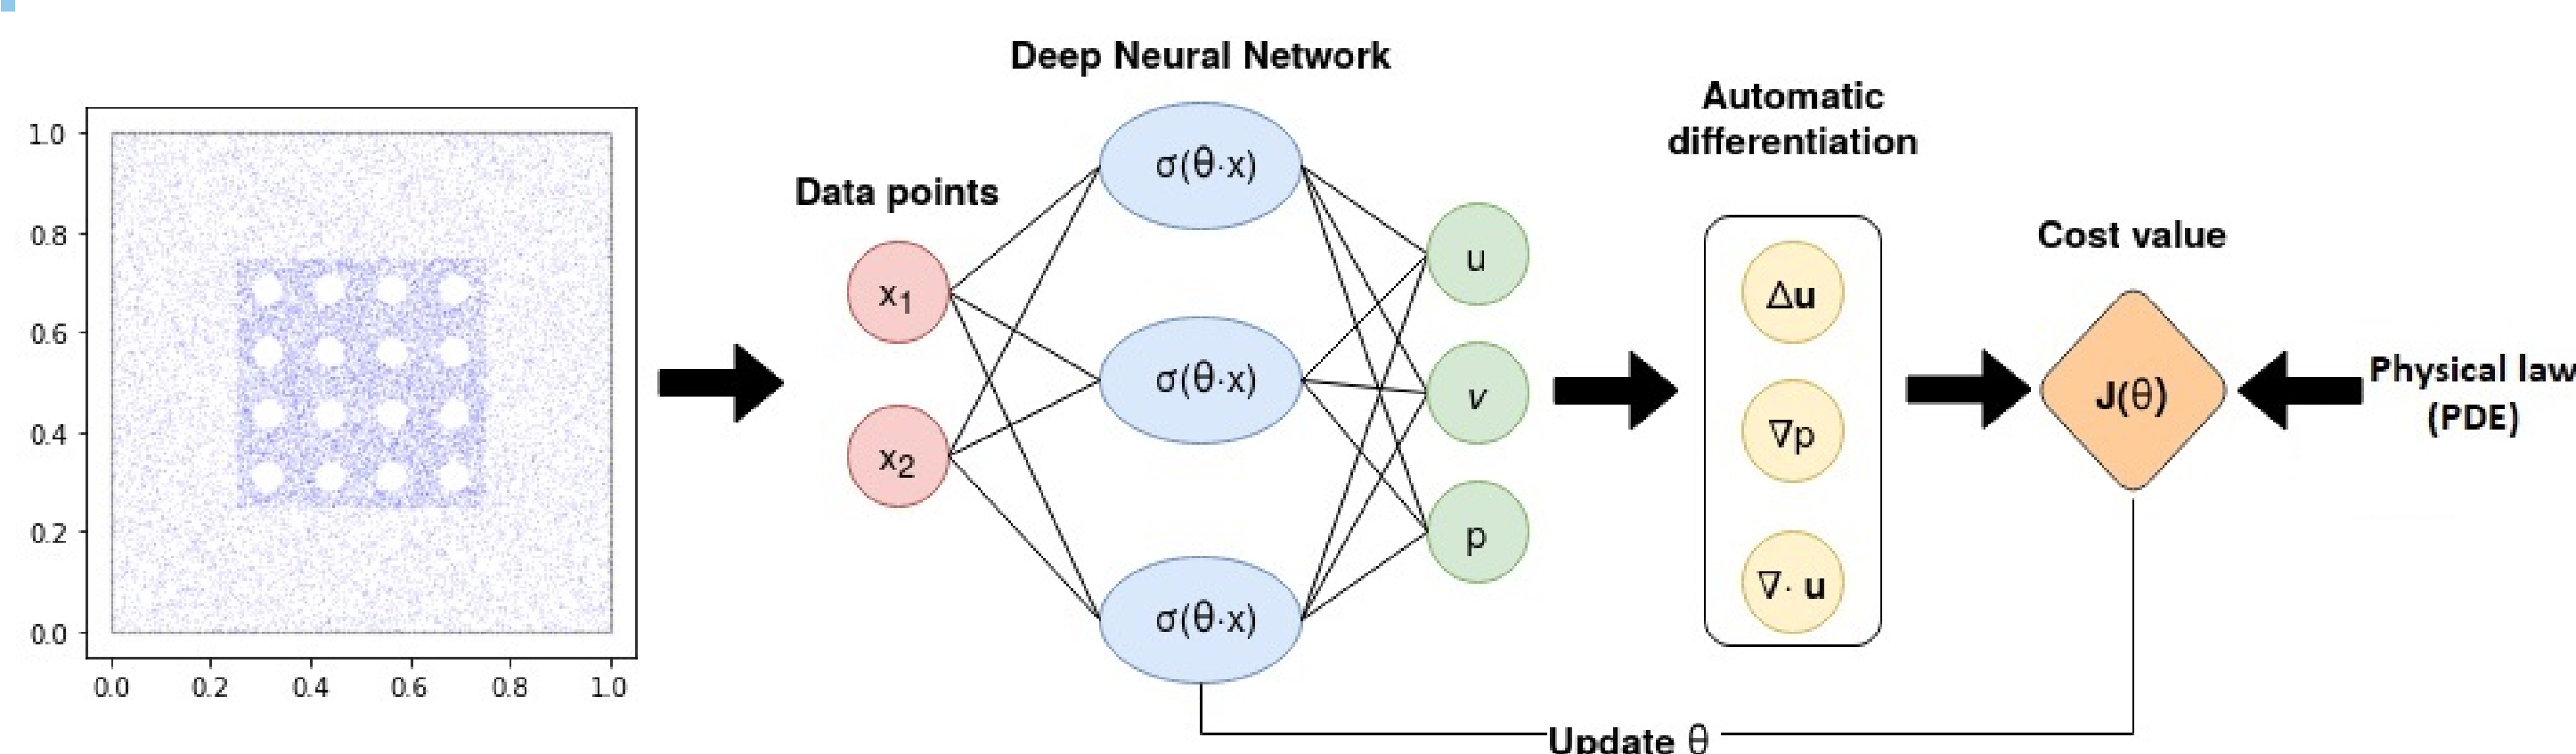 Deep Neural Network
Automatic
differentiation
Data points
Cost value
1.0
0.8
0.6
0.4
0.2
0.0
0.0 0.2 0.4 0.6 0.8 1.0
x1
x2
σ(θ·x)
σ(θ·x)
σ(θ·x)
u
v
p
Δu
∇p
∇· u
J(θ)
Physical law
(PDE)
Update θ